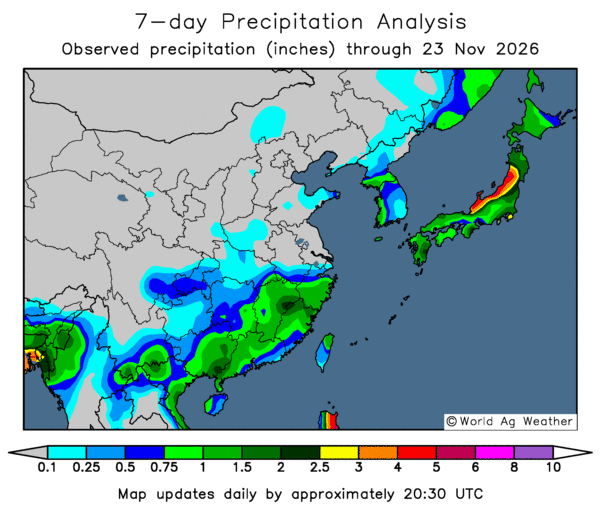 7-day Precipitation Analysis
Observed precipitation (inches) through 23 Nov 2026
© World Ag Weather
0.1 0.25 0.5 0.75 1 1.5 2 2.5 3 4 5 6 8 10
Map updates daily by approximately 20:30 UTC